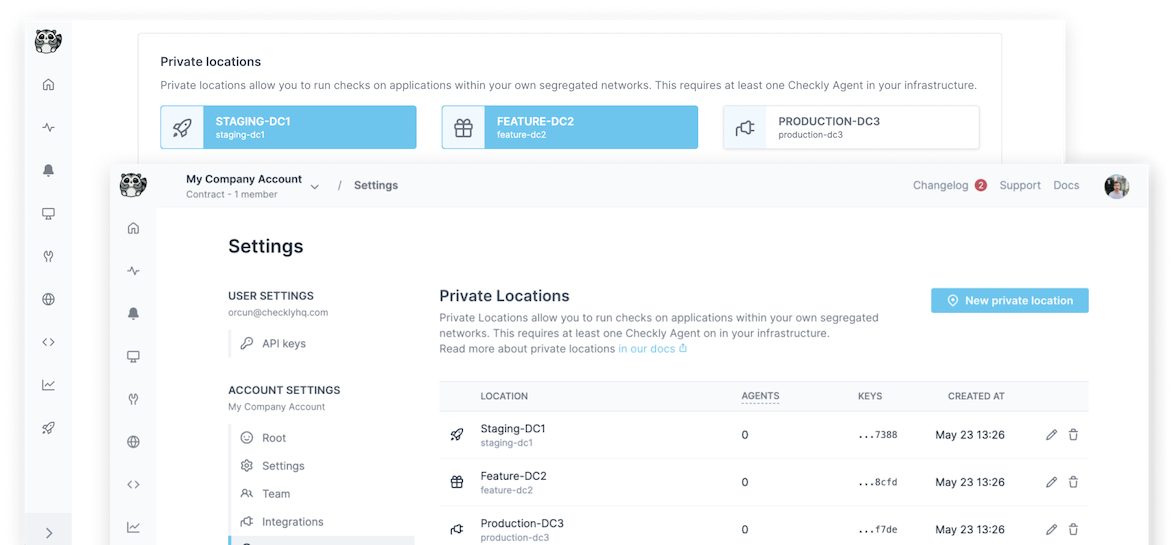 Private locations
Private locations allow you to run checks on applications within your own segregated networks. This requires at least one Checkly Agent in your infrastructure.
STAGING-DC1
staging-dc1
FEATURE-DC2
feature-dc2
PRODUCTION-DC3
production-dc3
My Company Account
Contract - 1 member
/ Settings
Changelog 2 Support Docs
Settings
USER SETTINGS
orcun@checklyhq.com
API keys
ACCOUNT SETTINGS
My Company Account
Root
Settings
Team
Integrations
Private Locations
Private Locations allow you to run checks on applications within your own segregated
networks. This requires at least one Checkly Agent on in your infrastructure.
Read more about private locations in our docs
New private location
LOCATION AGENTS KEYS CREATED AT
Staging-DC1 0 ...7388 May 23 13:26
staging-dc1
Feature-DC2 0 ...8cfd May 23 13:26
feature-dc2
Production-DC3 0 ...f7de May 23 13:26
production-dc3